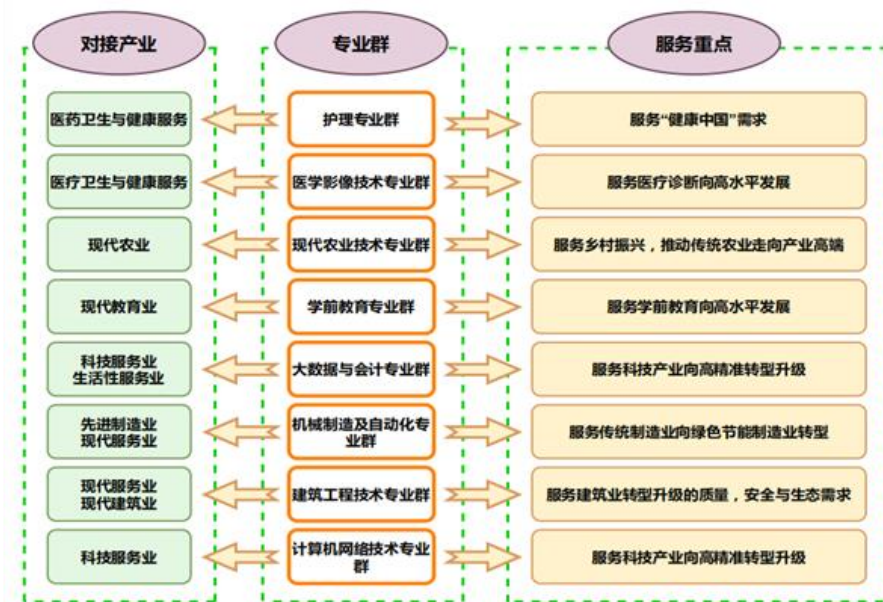 对接产业
专业群
服务重点
医药卫生与健康服务
护理专业群
服务“健康中国”需求
医疗卫生与健康服务
医学影像技术专业群
服务医疗诊断向高水平发展
现代农业
现代农业技术专业群
服务乡村振兴，推动传统农业走向产业高端
现代教育业
学前教育专业群
服务学前教育向高水平发展
科技服务业
生活性服务业
大数据与会计专业群
服务科技产业向高精准转型升级
先进制造业
现代服务业
机械制造及自动化专
业群
服务传统制造业向绿色节能制造业转型
现代服务业
现代建筑业
建筑工程技术专业群
服务建筑业转型升级的质量，安全与生态需求
科技服务业
计算机网络技术专业
群
服务科技产业向高精准转型升级